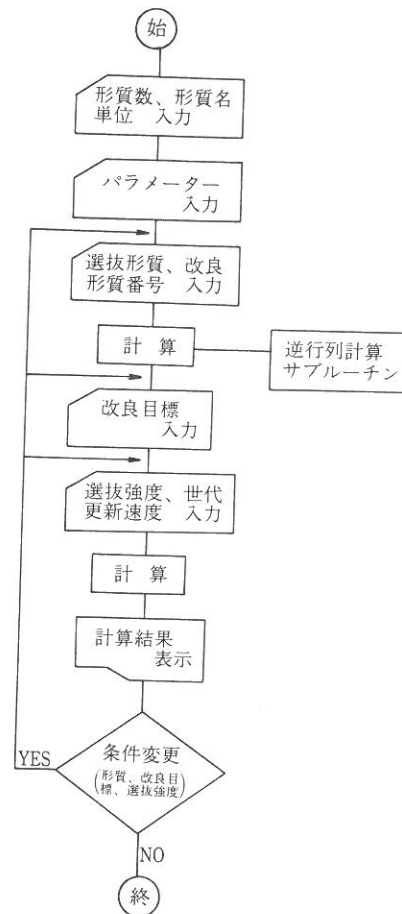 始
形質数、形質名
単位 入力
パラメーター
入力
選抜形質、改良
形質番号 入力
計 算
逆行列計算
サブルーチン
改良目標
入力
選抜強度、世代
更新速度 入力
計 算
計算結果
表示
YES
条件変更
(形質、改良目
標、選抜強度)
NO
終